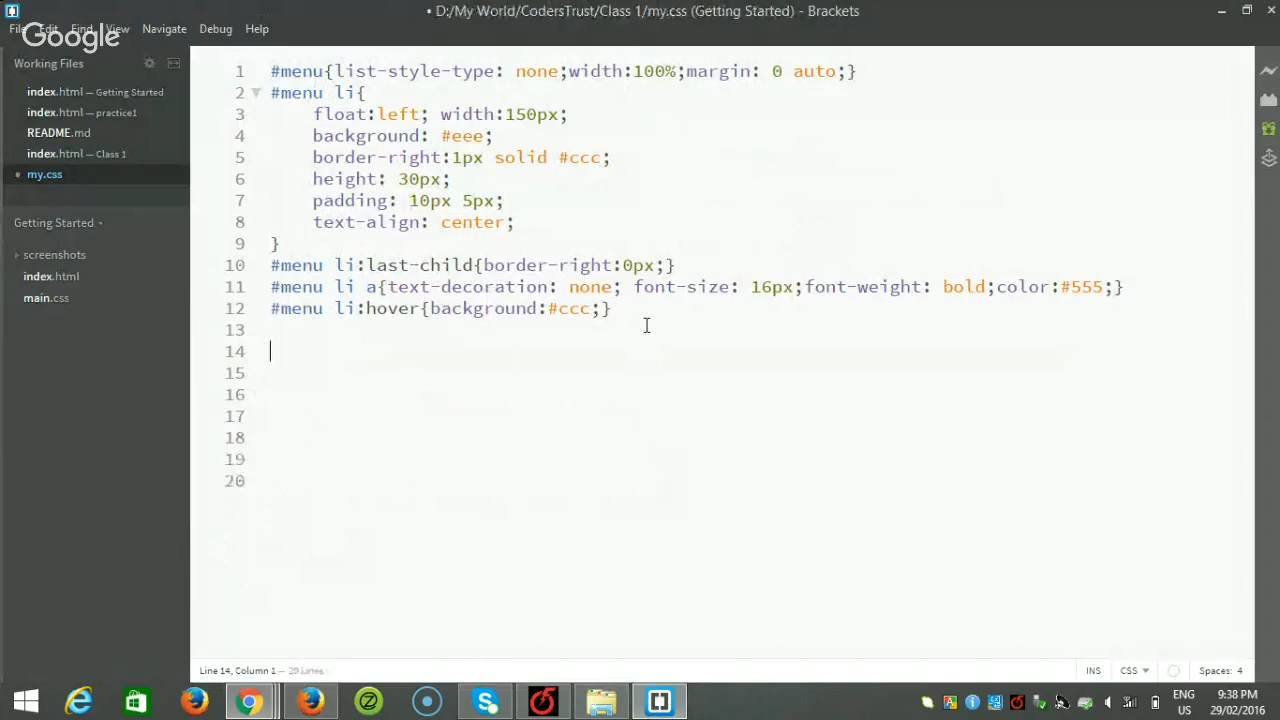 • D:/My World/CodersTrust/Class 1/my.css (Getting Started) - Brackets
File Edit Find View Navigate Debug Help
Google
Working Files
index.html — Getting Started
index.html — practice1
README.md
index.html — Class 1
my.css
Getting Started
screenshots
index.html
main.css
1 #menu{list-style-type: none;width:100%;margin: 0 auto;}
2 #menu li{
3 float:left; width:150px;
4 background: #eee;
5 border-right:1px solid #ccc;
6 height: 30px;
7 padding: 10px 5px;
8 text-align: center;
9 }
10 #menu li:last-child{border-right:0px;}
11 #menu li a{text-decoration: none; font-size: 16px;font-weight: bold;color:#555;}
12 #menu li:hover{background:#ccc;}
13
14
15
16
17
18
19
20
Line 14, Column 1 — 20 Lines
INS CSS Spaces: 4
ENG 9:38 PM
US 29/02/2016